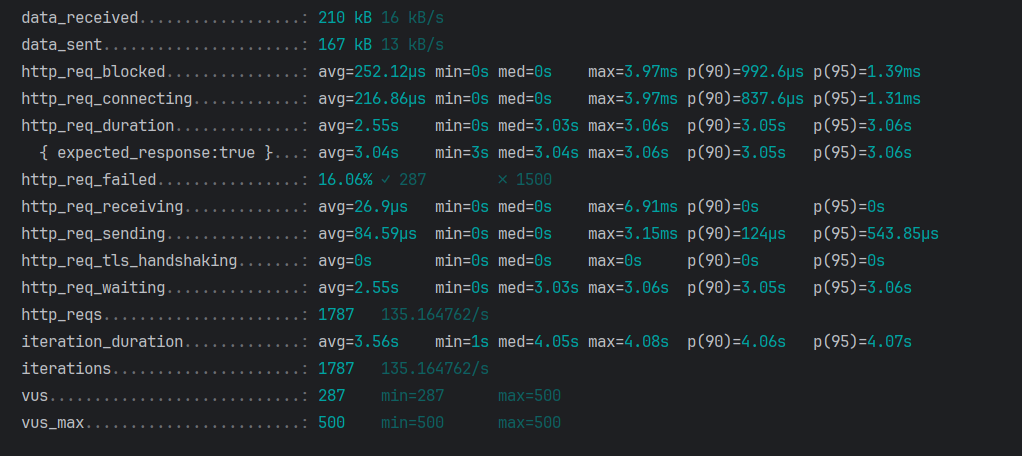 data_received..................: 210 kB 16 kB/s
data_sent......................: 167 kB 13 kB/s
http_req_blocked...............: avg=252.12µs min=0s med=0s    max=3.97ms p(90)=992.6µs p(95)=1.39ms
http_req_connecting............: avg=216.86µs min=0s med=0s    max=3.97ms p(90)=837.6µs p(95)=1.31ms
http_req_duration..............: avg=2.55s    min=0s med=3.03s max=3.06s  p(90)=3.05s   p(95)=3.06s
  { expected_response:true }...: avg=3.04s    min=3s med=3.04s max=3.06s  p(90)=3.05s   p(95)=3.06s
http_req_failed................: 16.06% ✓ 287        ✗ 1500
http_req_receiving.............: avg=26.9µs   min=0s med=0s    max=6.91ms p(90)=0s      p(95)=0s
http_req_sending...............: avg=84.59µs  min=0s med=0s    max=3.15ms p(90)=124µs   p(95)=543.85µs
http_req_tls_handshaking.......: avg=0s       min=0s med=0s    max=0s     p(90)=0s      p(95)=0s
http_req_waiting...............: avg=2.55s    min=0s med=3.03s max=3.06s  p(90)=3.05s   p(95)=3.06s
http_reqs......................: 1787   135.164762/s
iteration_duration.............: avg=3.56s    min=1s med=4.05s max=4.08s  p(90)=4.06s   p(95)=4.07s
iterations.....................: 1787   135.164762/s
vus............................: 287    min=287      max=500
vus_max........................: 500    min=500      max=500